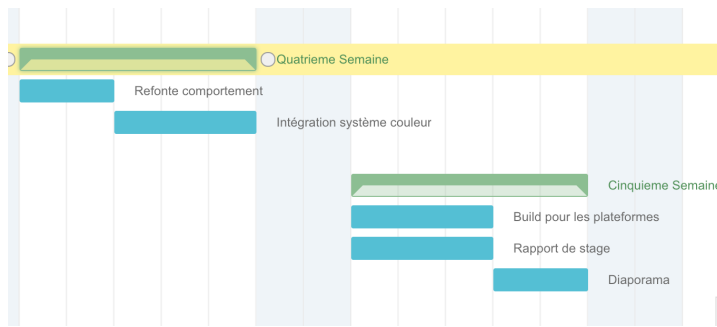 Quatrieme Semaine
Refonte comportement
Intégration système couleur
Cinquieme Semaine
Build pour les plateformes
Rapport de stage
Diaporama